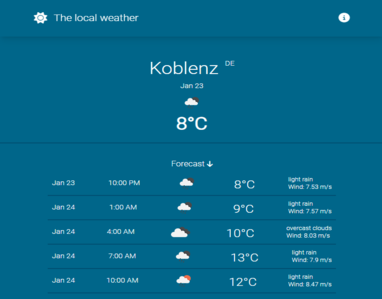 The local weather
Koblenz DE
Jan 23
8°C
Forecast ↓
Jan 23 10:00 PM 8°C light rain
Wind: 7.53 m/s
Jan 24 1:00 AM 9°C light rain
Wind: 7.57 m/s
Jan 24 4:00 AM 10°C overcast clouds
Wind: 8.03 m/s
Jan 24 7:00 AM 13°C light rain
Wind: 7.9 m/s
Jan 24 10:00 AM 12°C light rain
Wind: 8.47 m/s